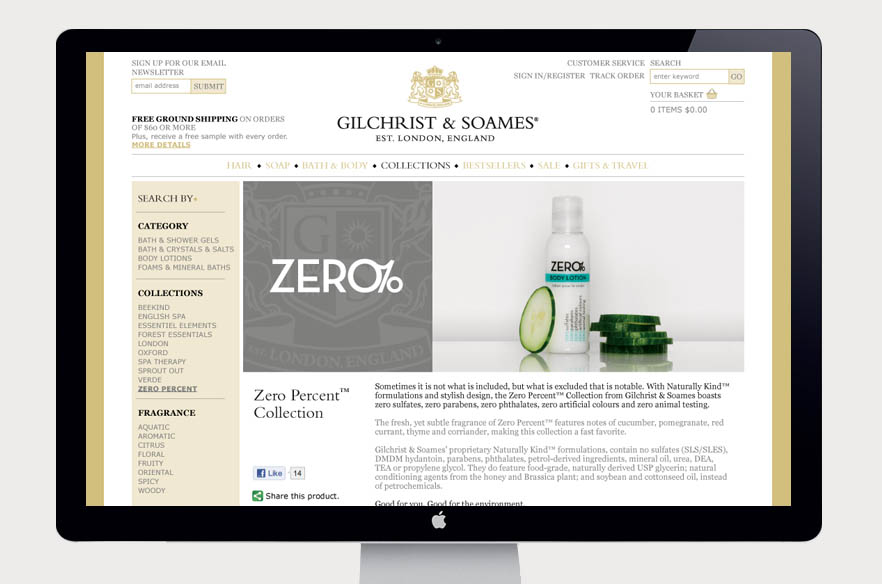 SIGN UP FOR OUR EMAIL
NEWSLETTER
email address
SUBMIT
FREE GROUND SHIPPING ON ORDERS
OF $60 OR MORE
Plus, receive a free sample with every order.
MORE DETAILS
GILCHRIST & SOAMES®
EST. LONDON, ENGLAND
CUSTOMER SERVICE
SIGN IN/REGISTER TRACK ORDER
SEARCH
enter keyword
GO
YOUR BASKET
0 ITEMS $0.00
HAIR ♦ SOAP ♦ BATH & BODY ♦ COLLECTIONS ♦ BESTSELLERS ♦ SALE ♦ GIFTS & TRAVEL
SEARCH BY
CATEGORY
BATH & SHOWER GELS
BATH & CRYSTALS & SALTS
BODY LOTIONS
FOAMS & MINERAL BATHS
COLLECTIONS
BEEKIND
ENGLISH SPA
ESSENTIEL ELEMENTS
FOREST ESSENTIALS
LONDON
OXFORD
SPA THERAPY
SPROUT OUT
VERDE
ZERO PERCENT
FRAGRANCE
AQUATIC
AROMATIC
CITRUS
FLORAL
FRUITY
ORIENTAL
SPICY
WOODY
G S
ZERO%
EST. LONDON ENGLAND
ZERO%
BODY LOTION
Zero Percent™
Collection
Like 14
Share this product.
Sometimes it is not what is included, but what is excluded that is notable. With Naturally Kind™
formulations and stylish design, the Zero Percent™ Collection from Gilchrist & Soames boasts
zero sulfates, zero parabens, zero phthalates, zero artificial colours and zero animal testing.
The fresh, yet subtle fragrance of Zero Percent™ features notes of cucumber, pomegranate, red
currant, thyme and corriander, making this collection a fast favorite.
Gilchrist & Soames' proprietary Naturally Kind™ formulations, contain no sulfates (SLS/SLES),
DMDM hydantoin, parabens, phthalates, petrol-derived ingredients, mineral oil, urea, DEA,
TEA or propylene glycol. They do feature food-grade, naturally derived USP glycerin; natural
conditioning agents from the honey and Brassica plant; and soybean and cottonseed oil, instead
of petrochemicals.
Good for you. Good for the environment.